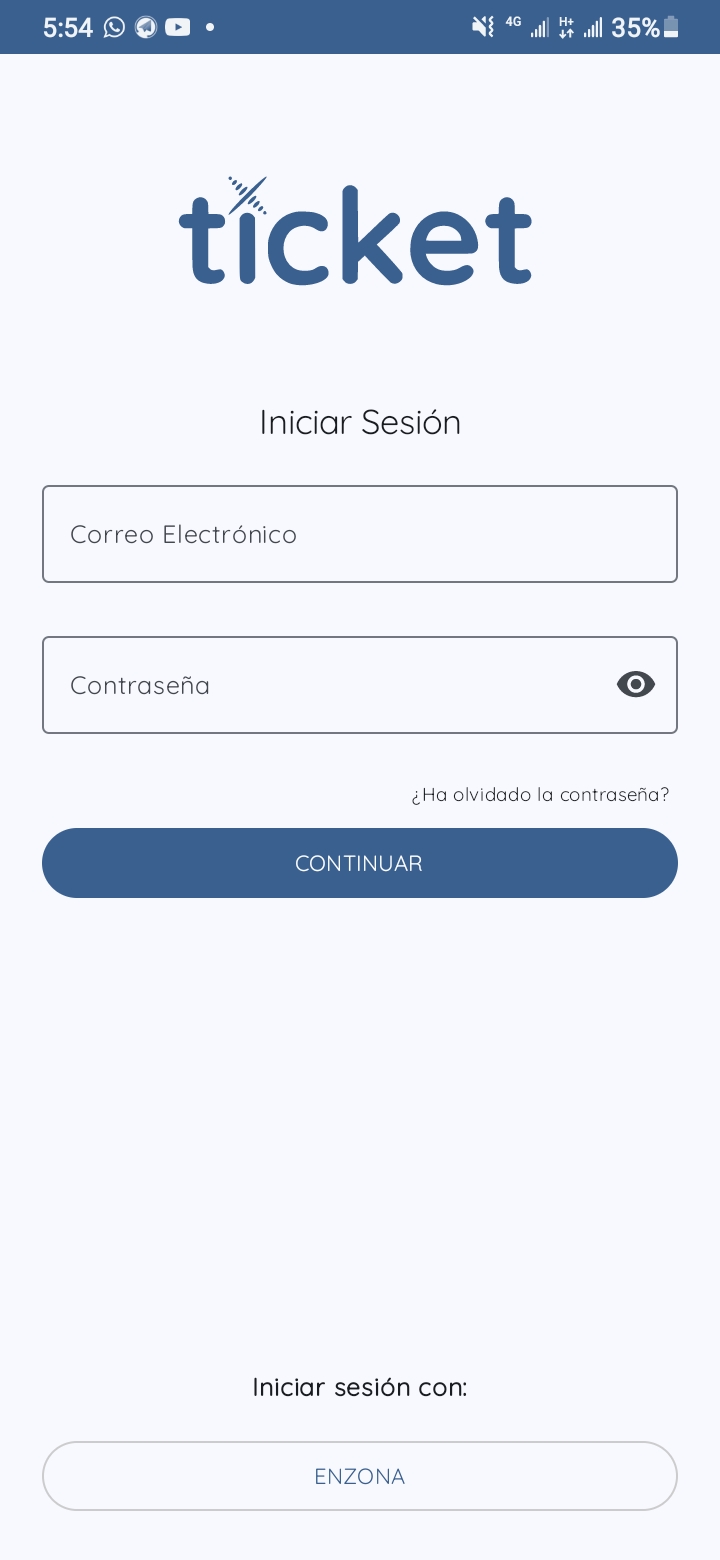 5:54 4G H+ 35%
ticket
Iniciar Sesión
Correo Electrónico
Contraseña
¿Ha olvidado la contraseña?
CONTINUAR
Iniciar sesión con:
ENZONA